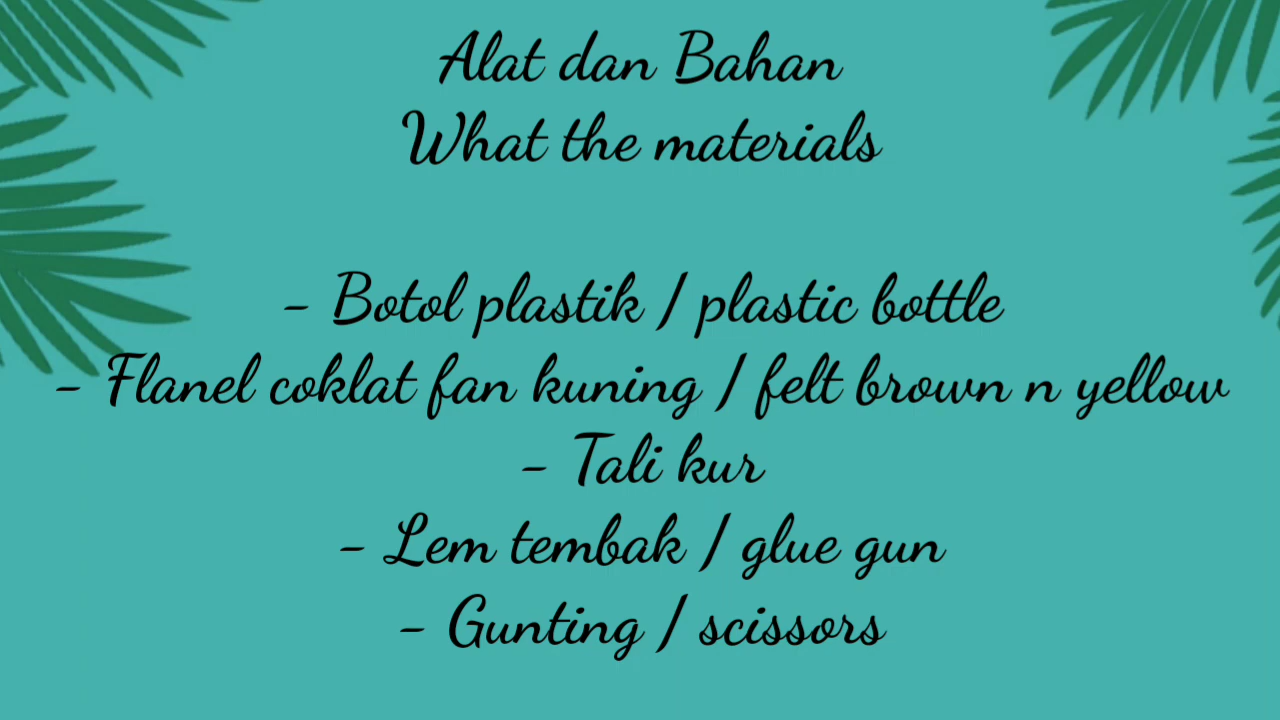 Alat dan Bahan
What the materials
- Botol plastik / plastic bottle
- Flanel coklat fan kuning / felt brown n yellow
- Tali kur
- Lem tembak / glue gun
- Gunting / scissors